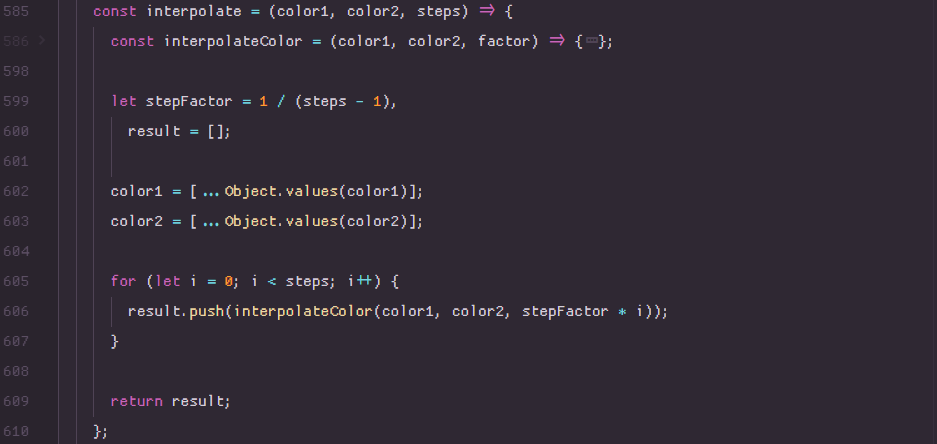 585 const interpolate = (color1, color2, steps) => {
586 > const interpolateColor = (color1, color2, factor) => {⋯};
598
599 let stepFactor = 1 / (steps - 1),
600 result = [];
601
602 color1 = [...Object.values(color1)];
603 color2 = [...Object.values(color2)];
604
605 for (let i = 0; i < steps; i++) {
606 result.push(interpolateColor(color1, color2, stepFactor * i));
607 }
608
609 return result;
610 };